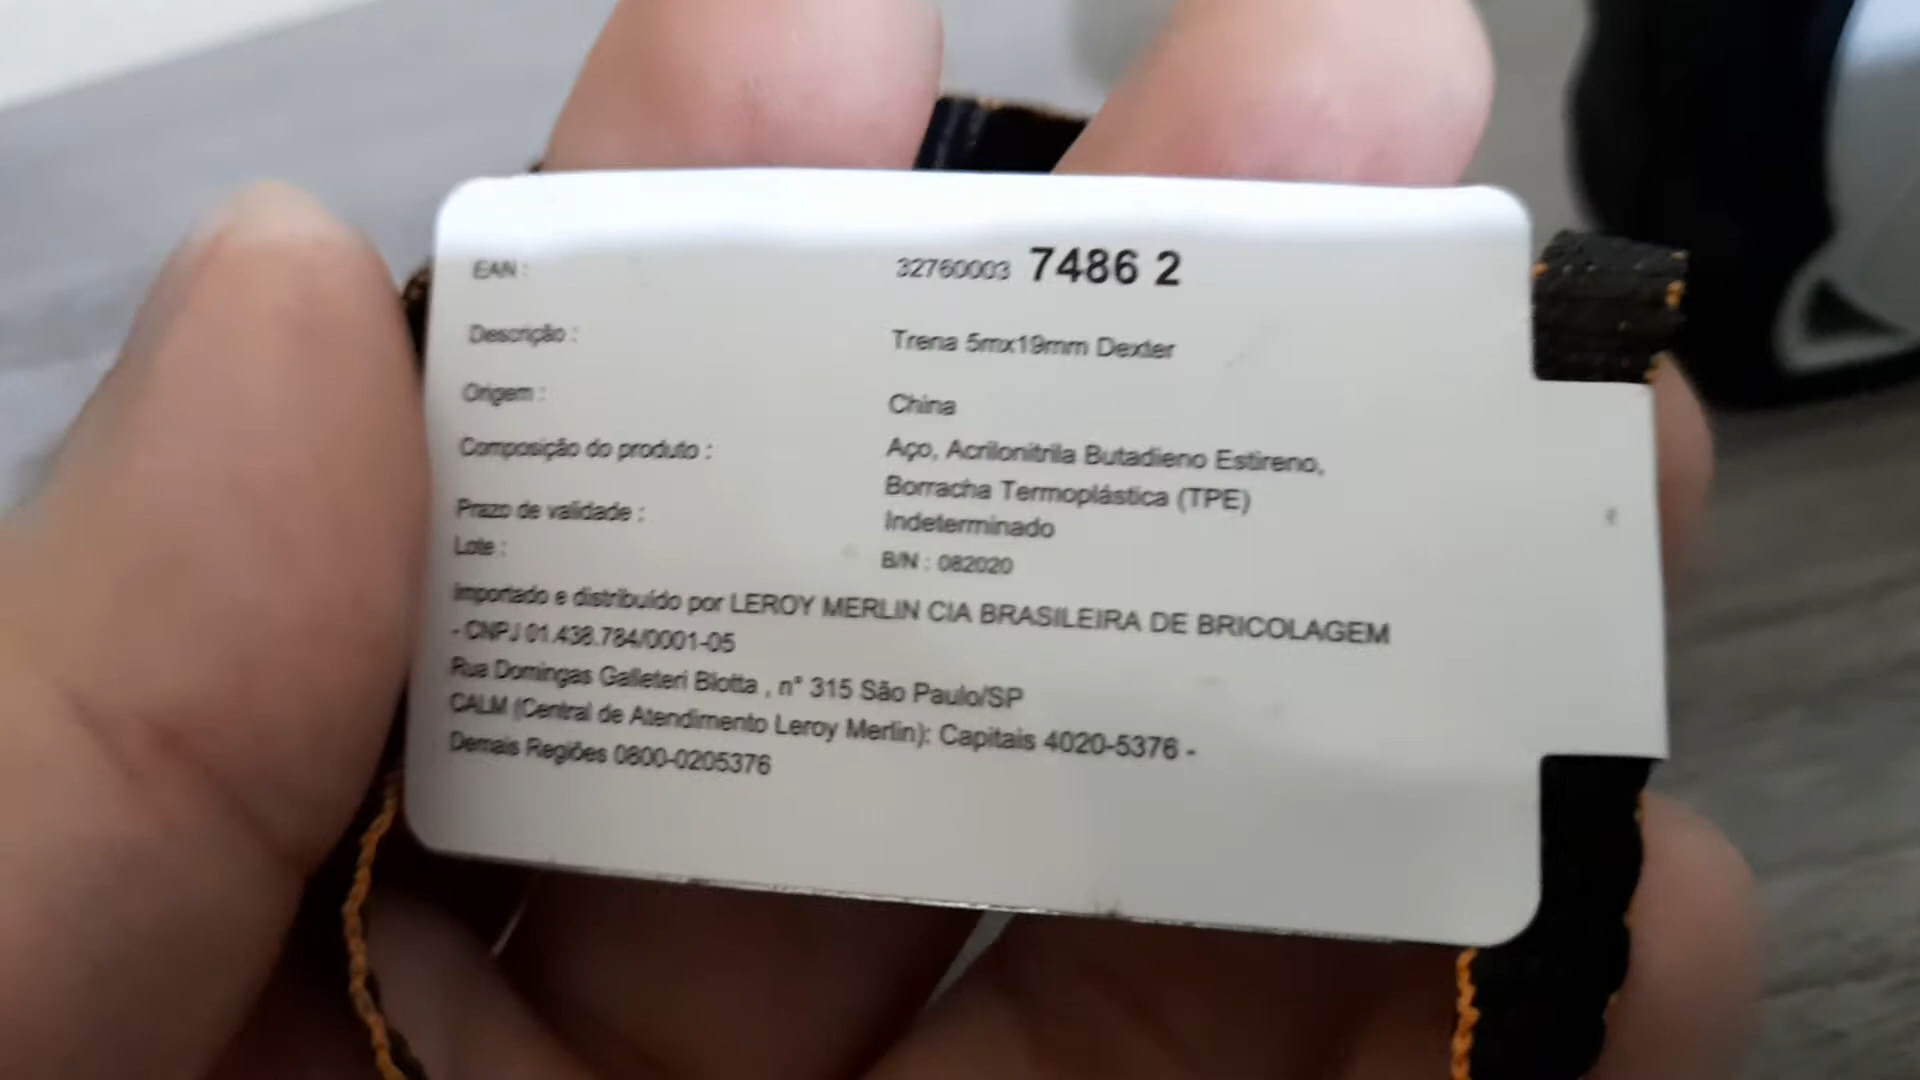 EAN : 32760003 7486 2
Descrição : Trena 5mx19mm Dexter
Origem : China
Composição do produto : Aço, Acrilonitrila Butadieno Estireno,
Borracha Termoplástica (TPE)
Prazo de validade : Indeterminado
Lote : B/N : 082020
Importado e distribuído por LEROY MERLIN CIA BRASILEIRA DE BRICOLAGEM
- CNPJ 01.438.784/0001-05
Rua Domingas Galleteri Blotta , n° 315 São Paulo/SP
CALM (Central de Atendimento Leroy Merlin): Capitais 4020-5376 -
Demais Regiões 0800-0205376